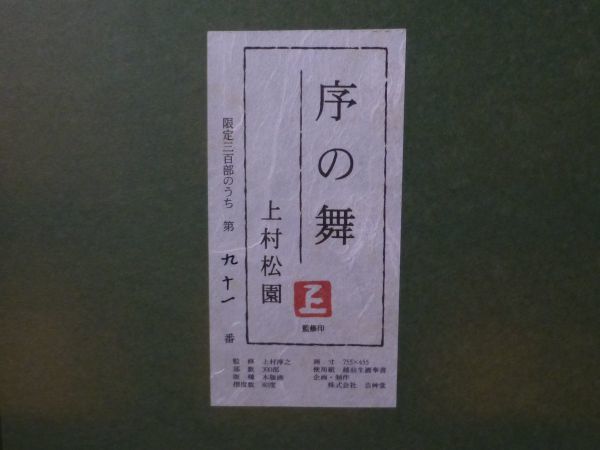 序の舞
上村松園
監修印
限定三百部のうち 第 九十一 番
監修 上村淳之
部数 300部
版種 木版画
摺度数 80度
画寸 755×455
使用紙 越前生漉奉書
企画・制作
株式会社 芸艸堂